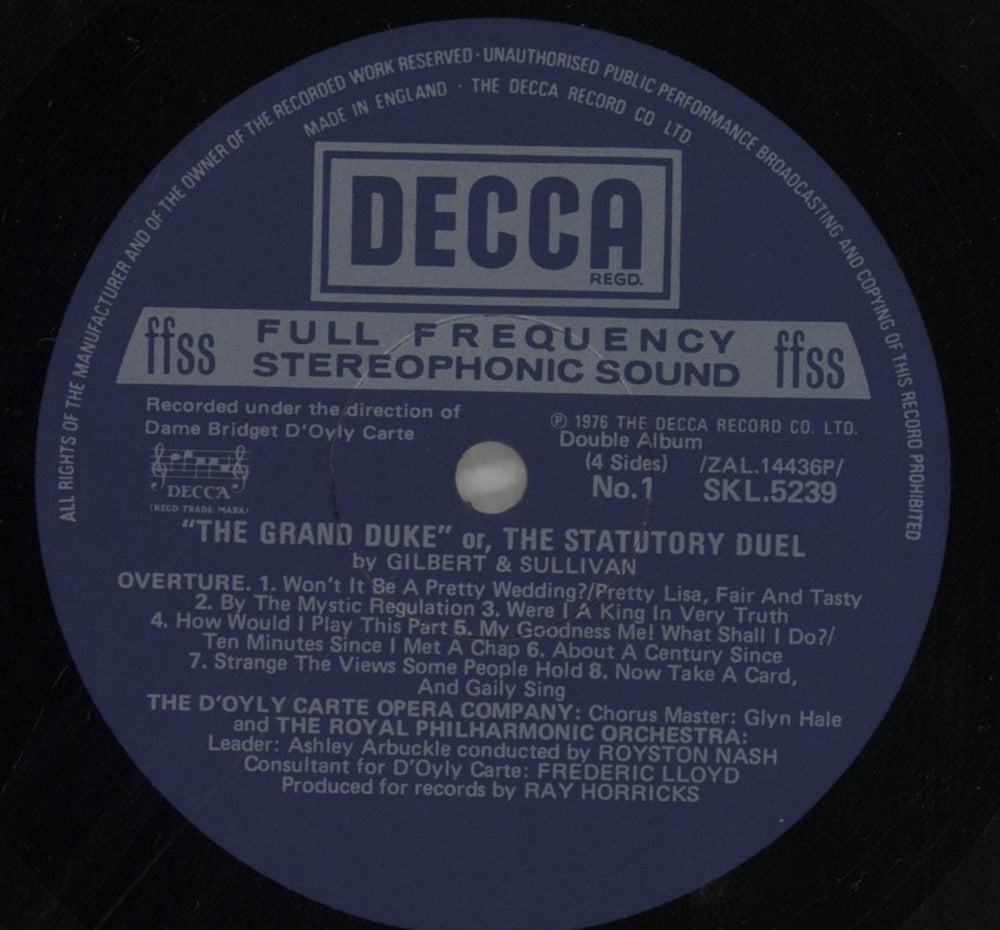 ALL RIGHTS OF THE MANUFACTURER AND OF THE OWNER OF THE RECORDED WORK RESERVED · UNAUTHORISED PUBLIC PERFORMANCE BROADCASTING AND COPYING OF THIS RECORD PROHIBITED
MADE IN ENGLAND · THE DECCA RECORD CO LTD.
DECCA
REGD.
ffss FULL FREQUENCY ffss
STEREOPHONIC SOUND
Recorded under the direction of
Dame Bridget D'Oyly Carte
DECCA
(REGD TRADE MARK)
℗ 1976 THE DECCA RECORD CO. LTD.
Double Album
(4 Sides) /ZAL.14436P/
No.1 SKL.5239
"THE GRAND DUKE" or, THE STATUTORY DUEL
by GILBERT & SULLIVAN
OVERTURE. 1. Won't It Be A Pretty Wedding?/Pretty Lisa, Fair And Tasty
2. By The Mystic Regulation 3. Were I A King In Very Truth
4. How Would I Play This Part 5. My Goodness Me! What Shall I Do?/
Ten Minutes Since I Met A Chap 6. About A Century Since
7. Strange The Views Some People Hold 8. Now Take A Card,
And Gaily Sing
THE D'OYLY CARTE OPERA COMPANY: Chorus Master: Glyn Hale
and THE ROYAL PHILHARMONIC ORCHESTRA:
Leader: Ashley Arbuckle conducted by ROYSTON NASH
Consultant for D'Oyly Carte: FREDERIC LLOYD
Produced for records by RAY HORRICKS